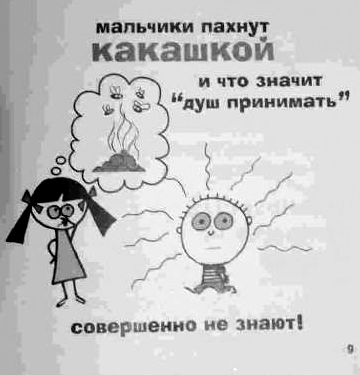 мальчики пахнут
какашкой
и что значит
"душ принимать"
совершенно не знают!
9